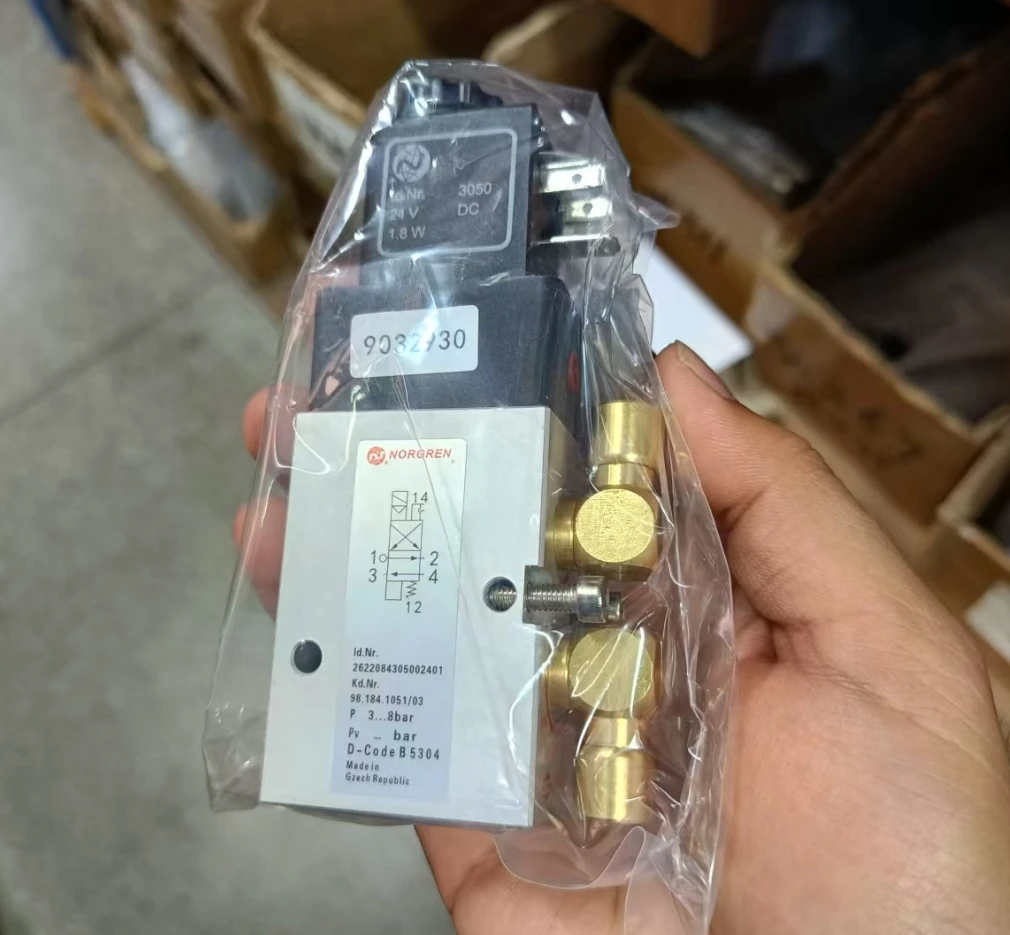 Id.Nr. 3050
24 V DC
1.8 W
9032930
NORGREN
14
1 2
3 4
12
Id.Nr.
2622084305002401
Kd.Nr.
98.184.1051/03
P 3...8bar
Pv ... bar
D-Code B 5304
Made in
Czech Republic